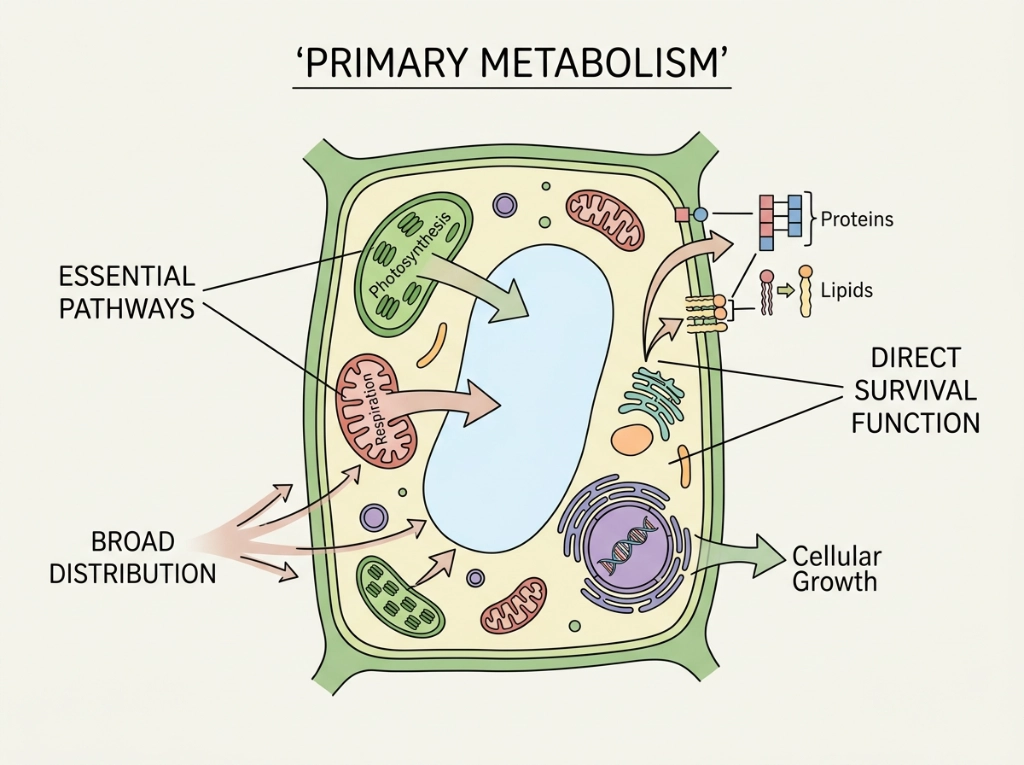 ‘PRIMARY METABOLISM’
ESSENTIAL
PATHWAYS
Photosynthesis
Respiration
BROAD
DISTRIBUTION
Proteins
Lipids
DIRECT
SURVIVAL
FUNCTION
Cellular
Growth